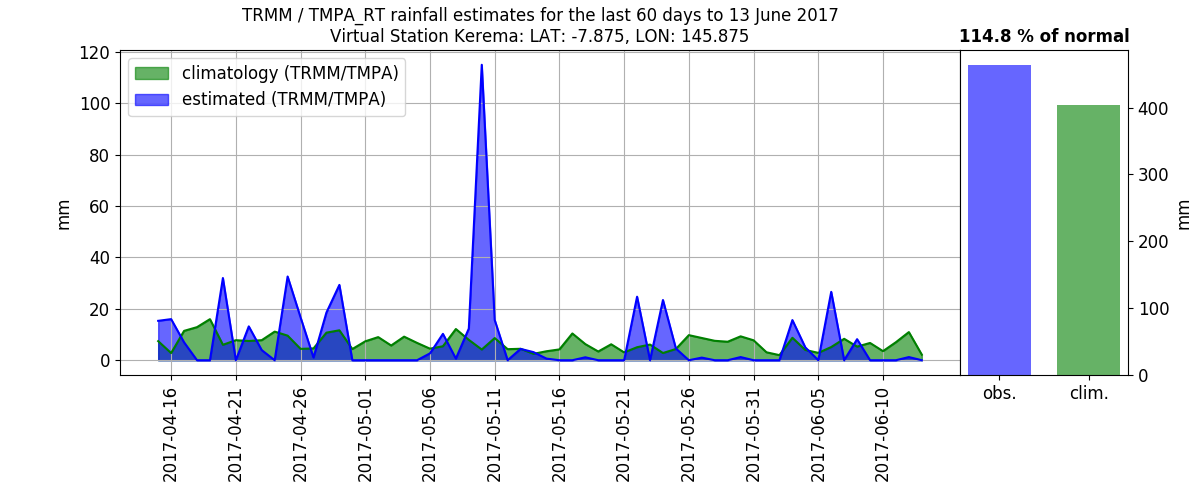 TRMM / TMPA_RT rainfall estimates for the last 60 days to 13 June 2017
Virtual Station Kerema: LAT: -7.875, LON: 145.875
114.8 % of normal
climatology (TRMM/TMPA)
estimated (TRMM/TMPA)
120
100
80
60
40
20
0
mm
2017-04-16
2017-04-21
2017-04-26
2017-05-01
2017-05-06
2017-05-11
2017-05-16
2017-05-21
2017-05-26
2017-05-31
2017-06-05
2017-06-10
400
300
200
100
0
mm
obs.
clim.